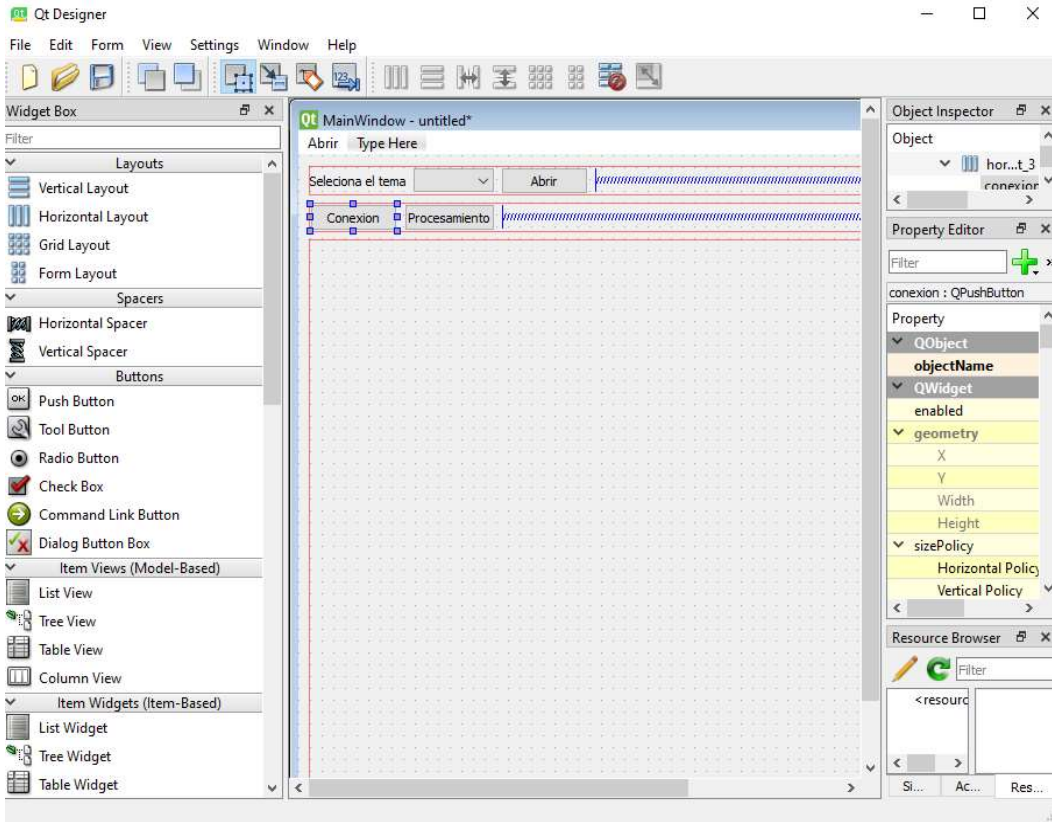 Qt Designer
File Edit Form View Settings Window Help
Widget Box
Filter
Layouts
Vertical Layout
Horizontal Layout
Grid Layout
Form Layout
Spacers
Horizontal Spacer
Vertical Spacer
Buttons
Push Button
Tool Button
Radio Button
Check Box
Command Link Button
Dialog Button Box
Item Views (Model-Based)
List View
Tree View
Table View
Column View
Item Widgets (Item-Based)
List Widget
Tree Widget
Table Widget
MainWindow - untitled*
Abrir Type Here
Seleciona el tema Abrir
Conexion Procesamiento
Object Inspector
Object
hor...t_3
conexior
Property Editor
Filter
conexion : QPushButton
Property
QObject
objectName
QWidget
enabled
geometry
X
Y
Width
Height
sizePolicy
Horizontal Policy
Vertical Policy
Resource Browser
Filter
<resourc
Si... Ac... Res...